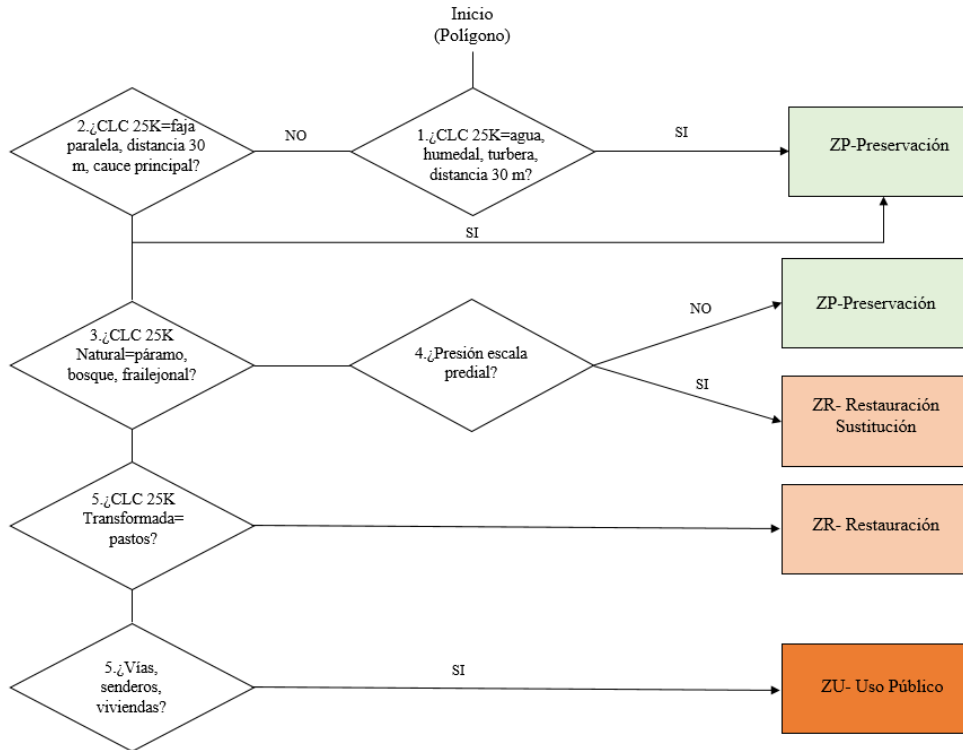 Inicio
(Polígono)
2.¿CLC 25K=faja
paralela, distancia 30
m, cauce principal?
NO
1.¿CLC 25K=agua,
humedal, turbera,
distancia 30 m?
SI
ZP-Preservación
SI
3.¿CLC 25K
Natural=páramo,
bosque, frailejonal?
4.¿Presión escala
predial?
NO
ZP-Preservación
SI
ZR- Restauración
Sustitución
5.¿CLC 25K
Transformada=
pastos?
ZR- Restauración
5.¿Vías,
senderos,
viviendas?
SI
ZU- Uso Público